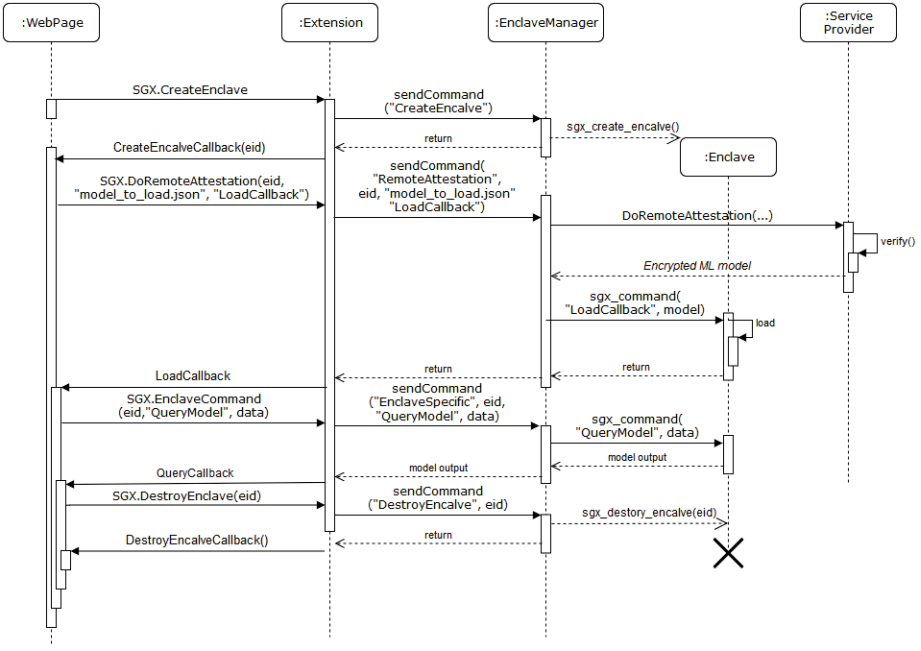 :WebPage
:Extension
:EnclaveManager
:Service
Provider
SGX.CreateEnclave
sendCommand
("CreateEncalve")
sgx_create_encalve()
return
:Enclave
CreateEncalveCallback(eid)
sendCommand(
"RemoteAttestation",
eid, "model_to_load.json"
"LoadCallback")
SGX.DoRemoteAttestation(eid,
"model_to_load.json", "LoadCallback")
DoRemoteAttestation(...)
verify()
Encrypted ML model
sgx_command(
"LoadCallback", model)
load
return
return
LoadCallback
sendCommand
("EnclaveSpecific", eid,
"QueryModel", data)
SGX.EnclaveCommand
(eid,"QueryModel", data)
sgx_command(
"QueryModel", data)
model output
model output
QueryCallback
SGX.DestroyEnclave(eid)
sendCommand
("DestroyEncalve", eid)
sgx_destory_encalve(eid)
return
DestroyEncalveCallback()